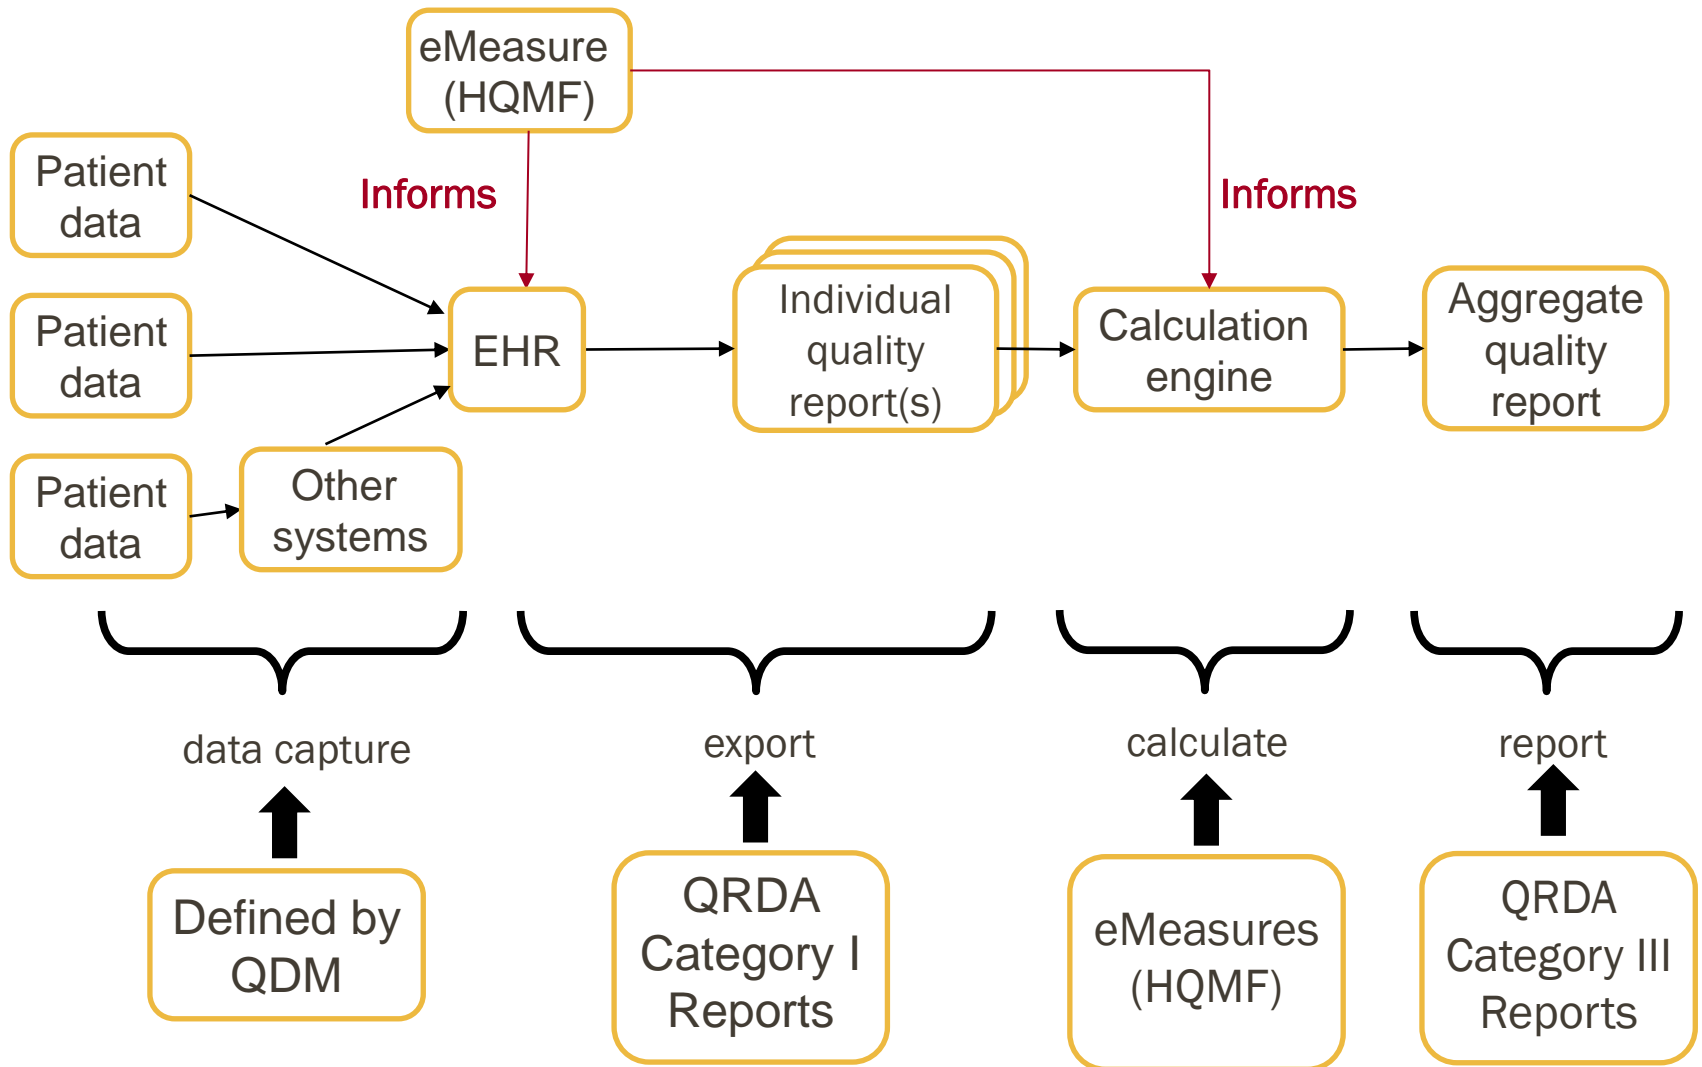 eMeasure
(HQMF)
Patient
data
Informs
Informs
Patient
data
EHR
Individual
quality
report(s)
Calculation
engine
Aggregate
quality
report
Patient
data
Other
systems
data capture
export
calculate
report
Defined by
QDM
QRDA
Category I
Reports
eMeasures
(HQMF)
QRDA
Category III
Reports